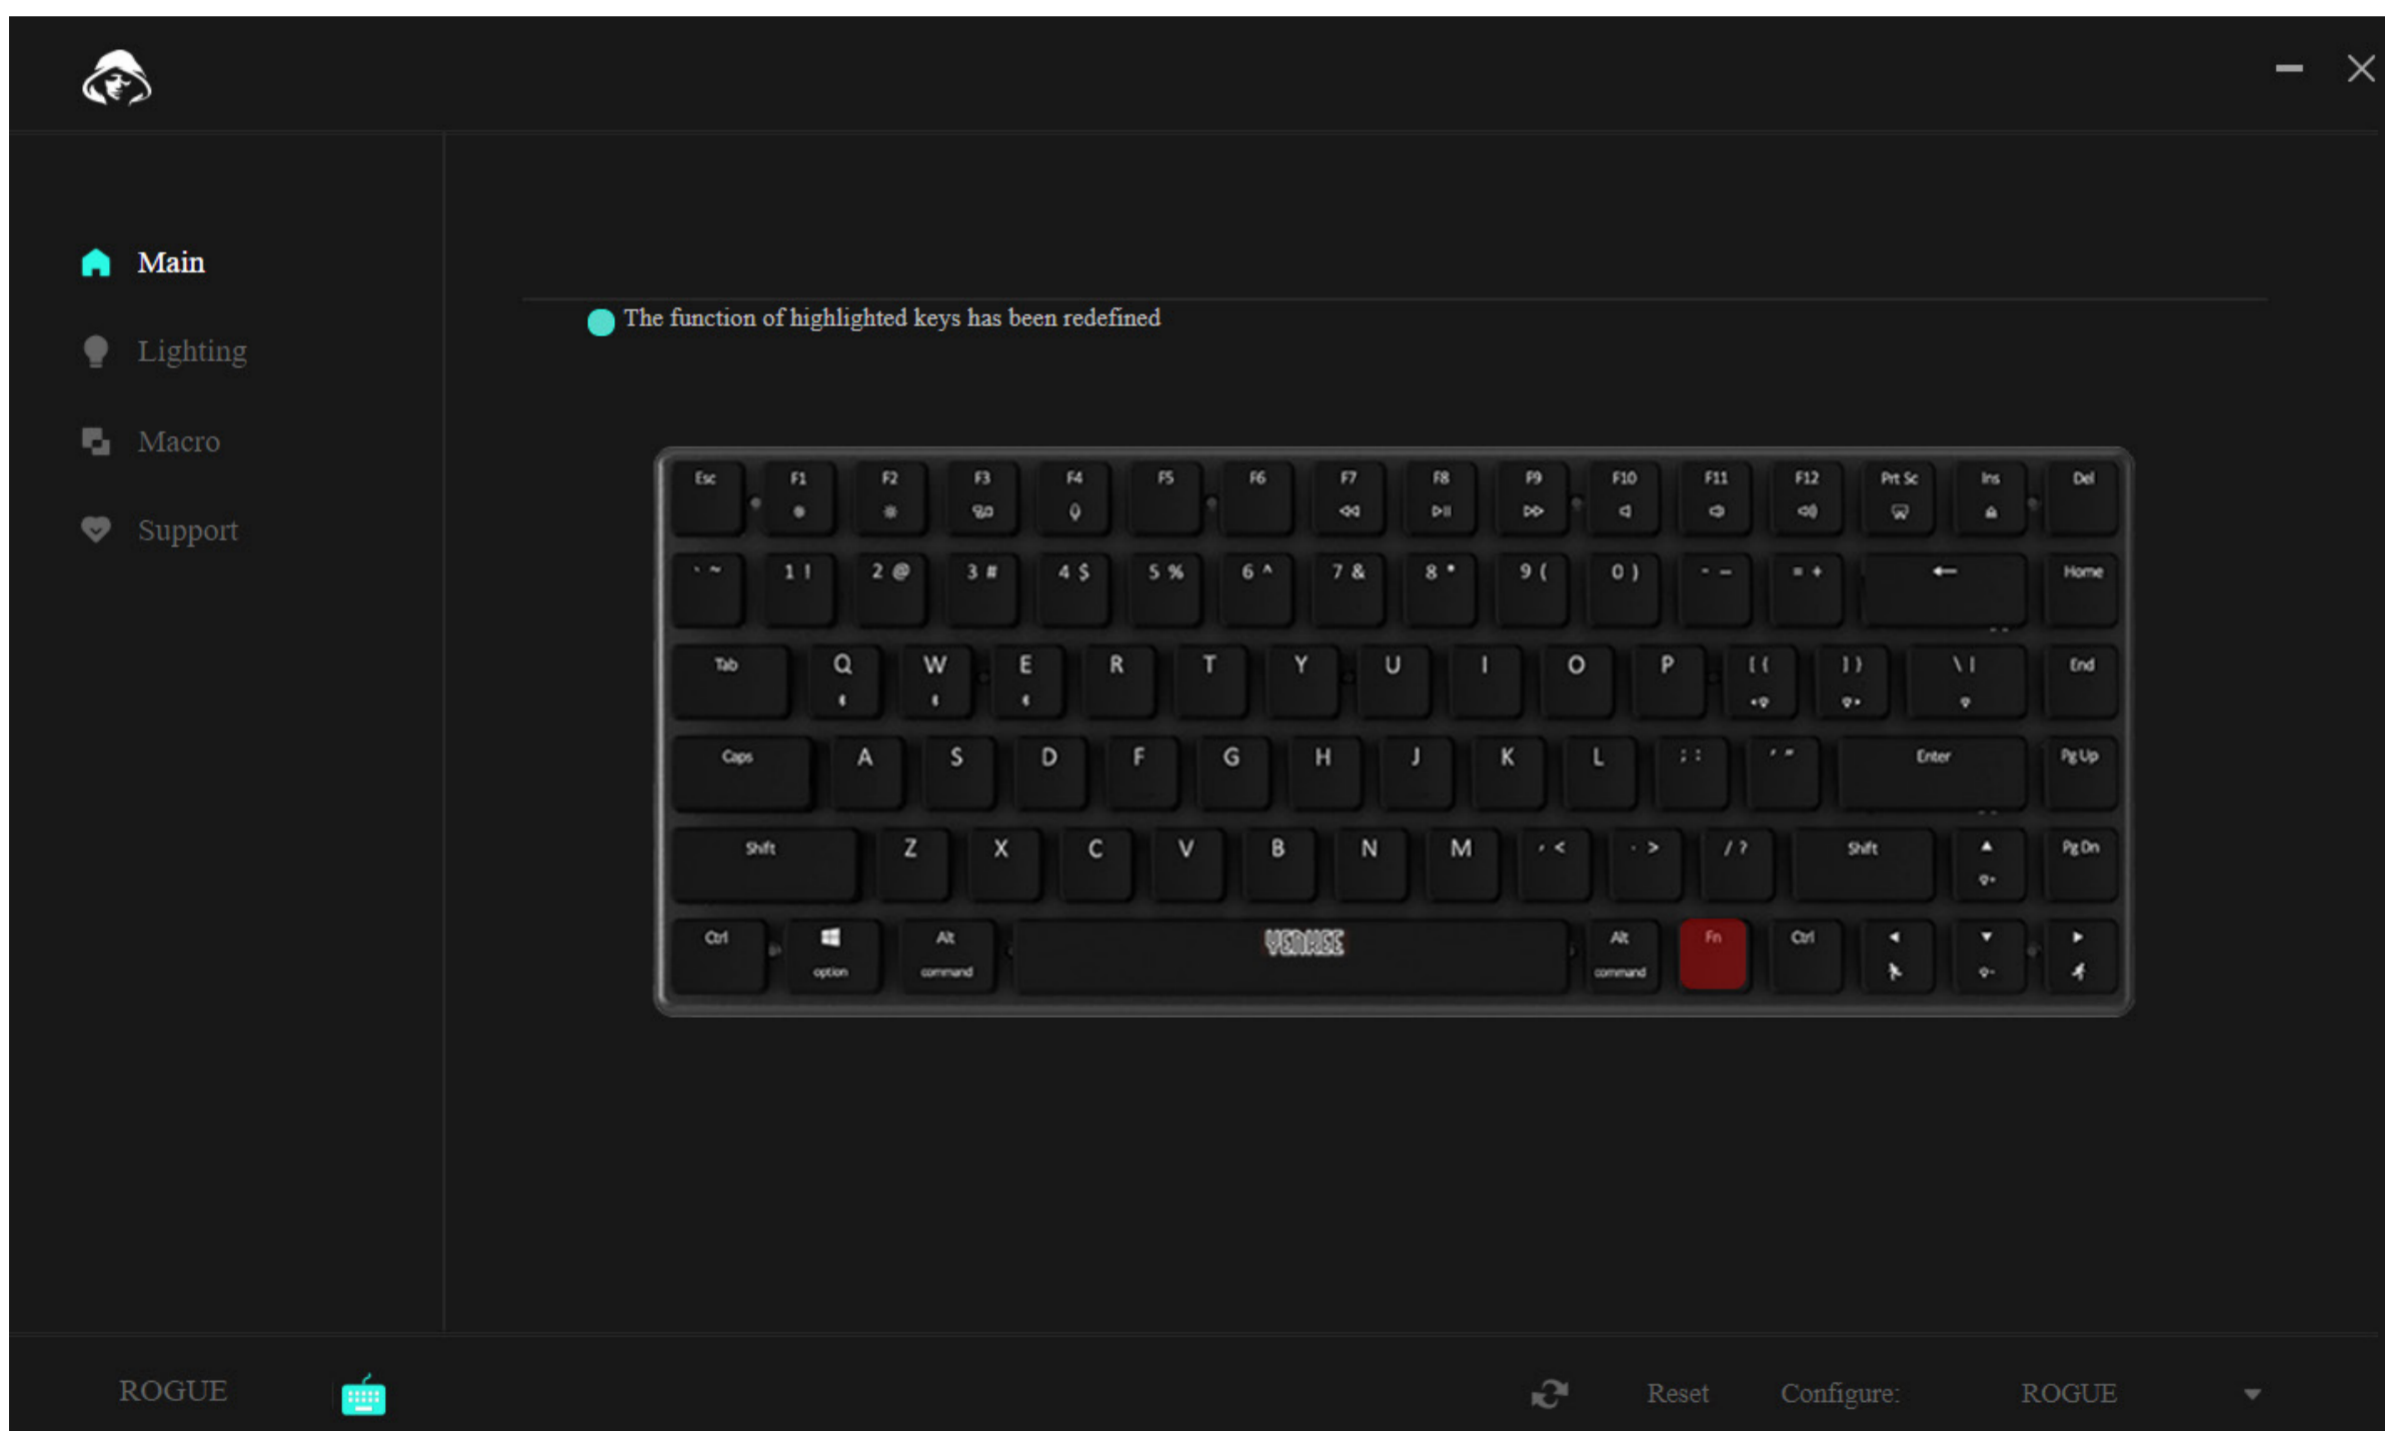 Main
Lighting
Macro
Support
The function of highlighted keys has been redefined
Esc F1 F2 F3 F4 F5 F6 F7 F8 F9 F10 F11 F12 Prt Sc Ins Del
` ~ 1 ! 2 @ 3 # 4 $ 5 % 6 ^ 7 & 8 * 9 ( 0 ) - _ = + ← Home
Tab Q W E R T Y U I O P [ { ] } \ | End
Caps A S D F G H J K L ; : ' " Enter Pg Up
Shift Z X C V B N M , < . > / ? Shift Pg Dn
Ctrl Alt YENKEE Alt Fn Ctrl
option command command
ROGUE
Reset Configure: ROGUE